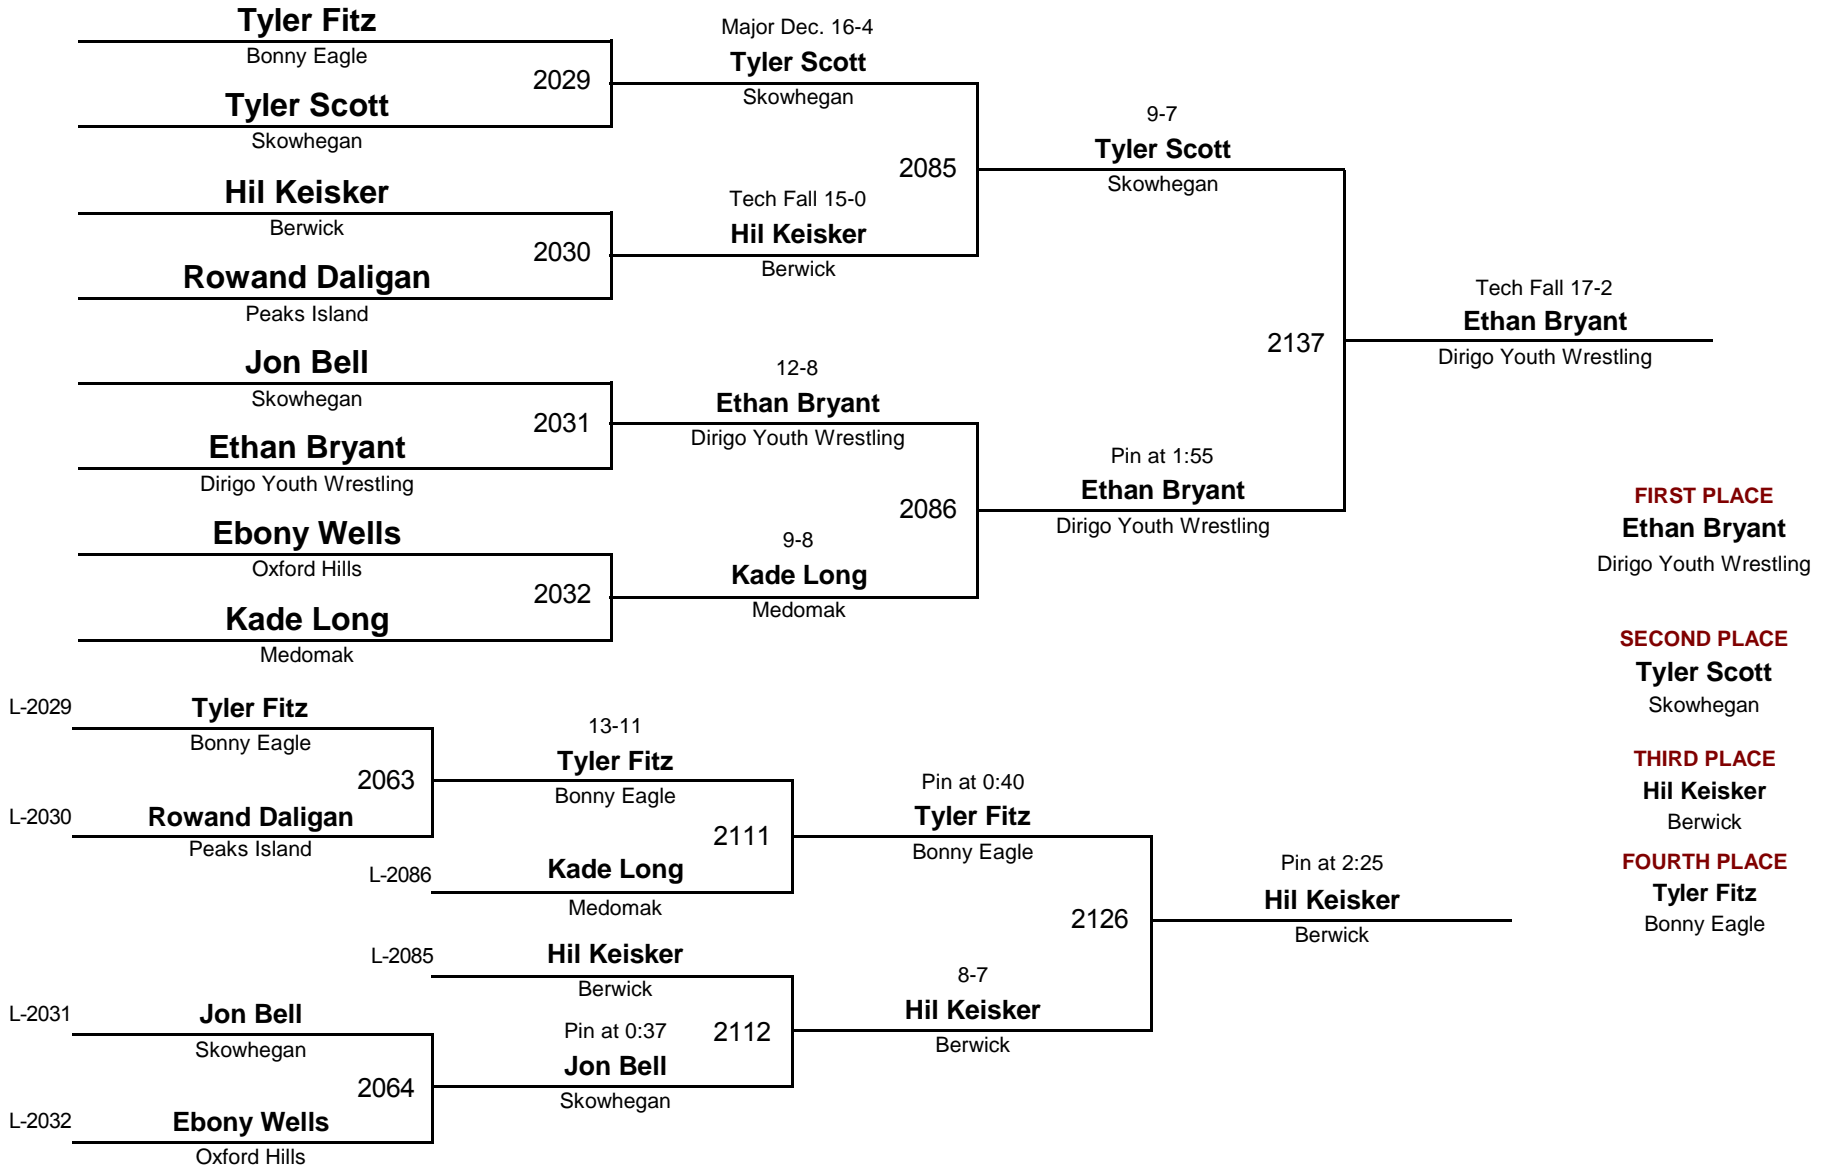 Tyler Fitz
Bonny Eagle
2029
Tyler Scott
Skowhegan
Hil Keisker
Berwick
2030
Rowand Daligan
Peaks Island
Jon Bell
Skowhegan
2031
Ethan Bryant
Dirigo Youth Wrestling
Ebony Wells
Oxford Hills
2032
Kade Long
Medomak
Major Dec. 16-4
Tyler Scott
Skowhegan
2085
Tech Fall 15-0
Hil Keisker
Berwick
12-8
Ethan Bryant
Dirigo Youth Wrestling
2086
9-8
Kade Long
Medomak
9-7
Tyler Scott
Skowhegan
2137
Pin at 1:55
Ethan Bryant
Dirigo Youth Wrestling
Tech Fall 17-2
Ethan Bryant
Dirigo Youth Wrestling
FIRST PLACE
Ethan Bryant
Dirigo Youth Wrestling
SECOND PLACE
Tyler Scott
Skowhegan
THIRD PLACE
Hil Keisker
Berwick
FOURTH PLACE
Tyler Fitz
Bonny Eagle
L-2029
Tyler Fitz
Bonny Eagle
2063
L-2030
Rowand Daligan
Peaks Island
L-2031
Jon Bell
Skowhegan
2064
L-2032
Ebony Wells
Oxford Hills
13-11
Tyler Fitz
Bonny Eagle
2111
L-2086
Kade Long
Medomak
L-2085
Hil Keisker
Berwick
2112
Pin at 0:37
Jon Bell
Skowhegan
Pin at 0:40
Tyler Fitz
Bonny Eagle
2126
8-7
Hil Keisker
Berwick
Pin at 2:25
Hil Keisker
Berwick